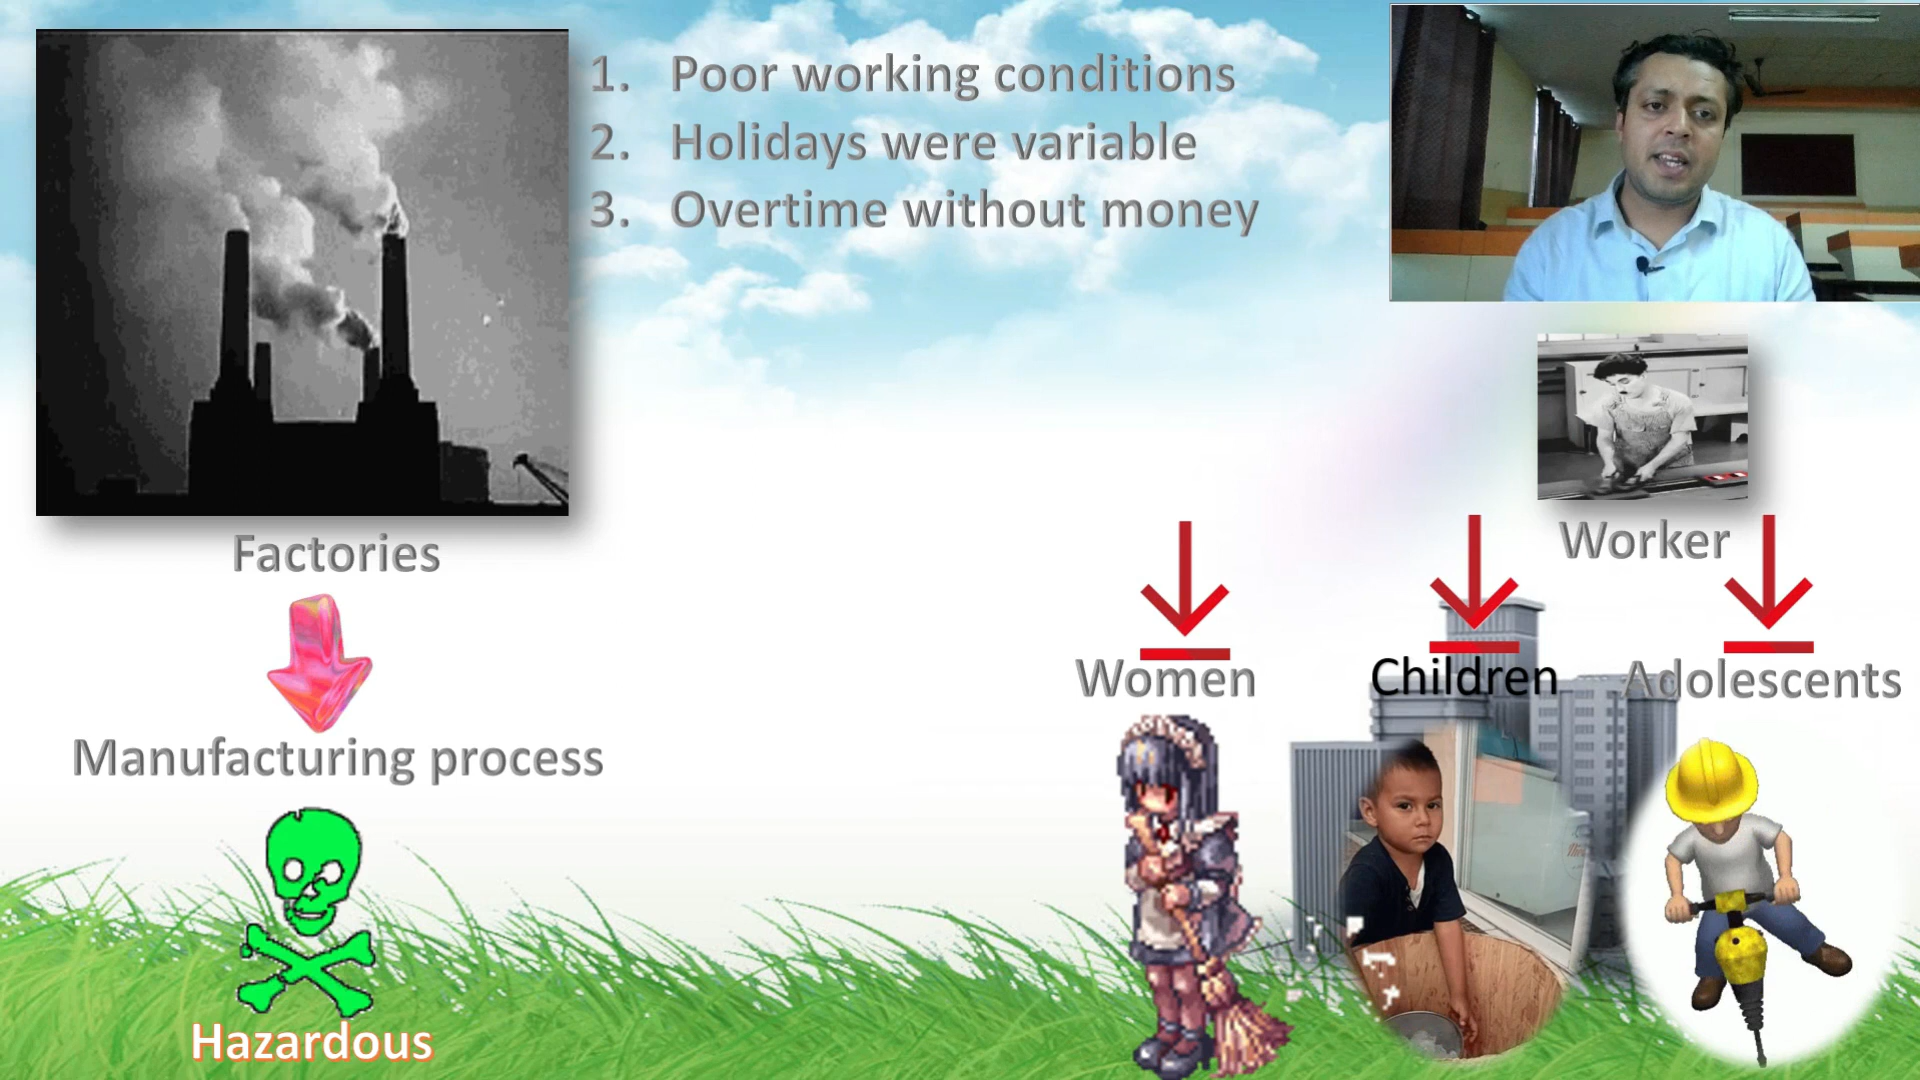 1. Poor working conditions
2. Holidays were variable
3. Overtime without money
Factories
Manufacturing process
Hazardous
Worker
Women
Children
Adolescents